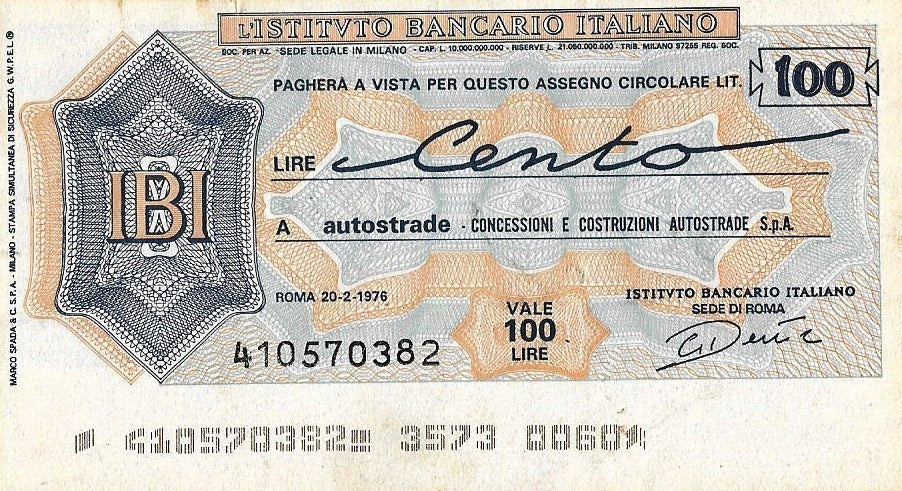 L'ISTITVTO BANCARIO ITALIANO
SOC. PER AZ. - SEDE LEGALE IN MILANO - CAP. L. 10.000.000.000 - RISERVE L. 21.050.000.000 - TRIB. MILANO 97255 REG. SOC.
PAGHERÀ A VISTA PER QUESTO ASSEGNO CIRCOLARE LIT. 100
LIRE Cento
A autostrade - CONCESSIONI E COSTRUZIONI AUTOSTRADE S.p.A.
IBI
ROMA 20-2-1976
VALE
100
LIRE
ISTITVTO BANCARIO ITALIANO
SEDE DI ROMA
410570382
410570382 3573 00601
MARCO SPADA & C. S.P.A. - MILANO - STAMPA SIMULTANEA DI SICUREZZA G.W.P.E.L ®